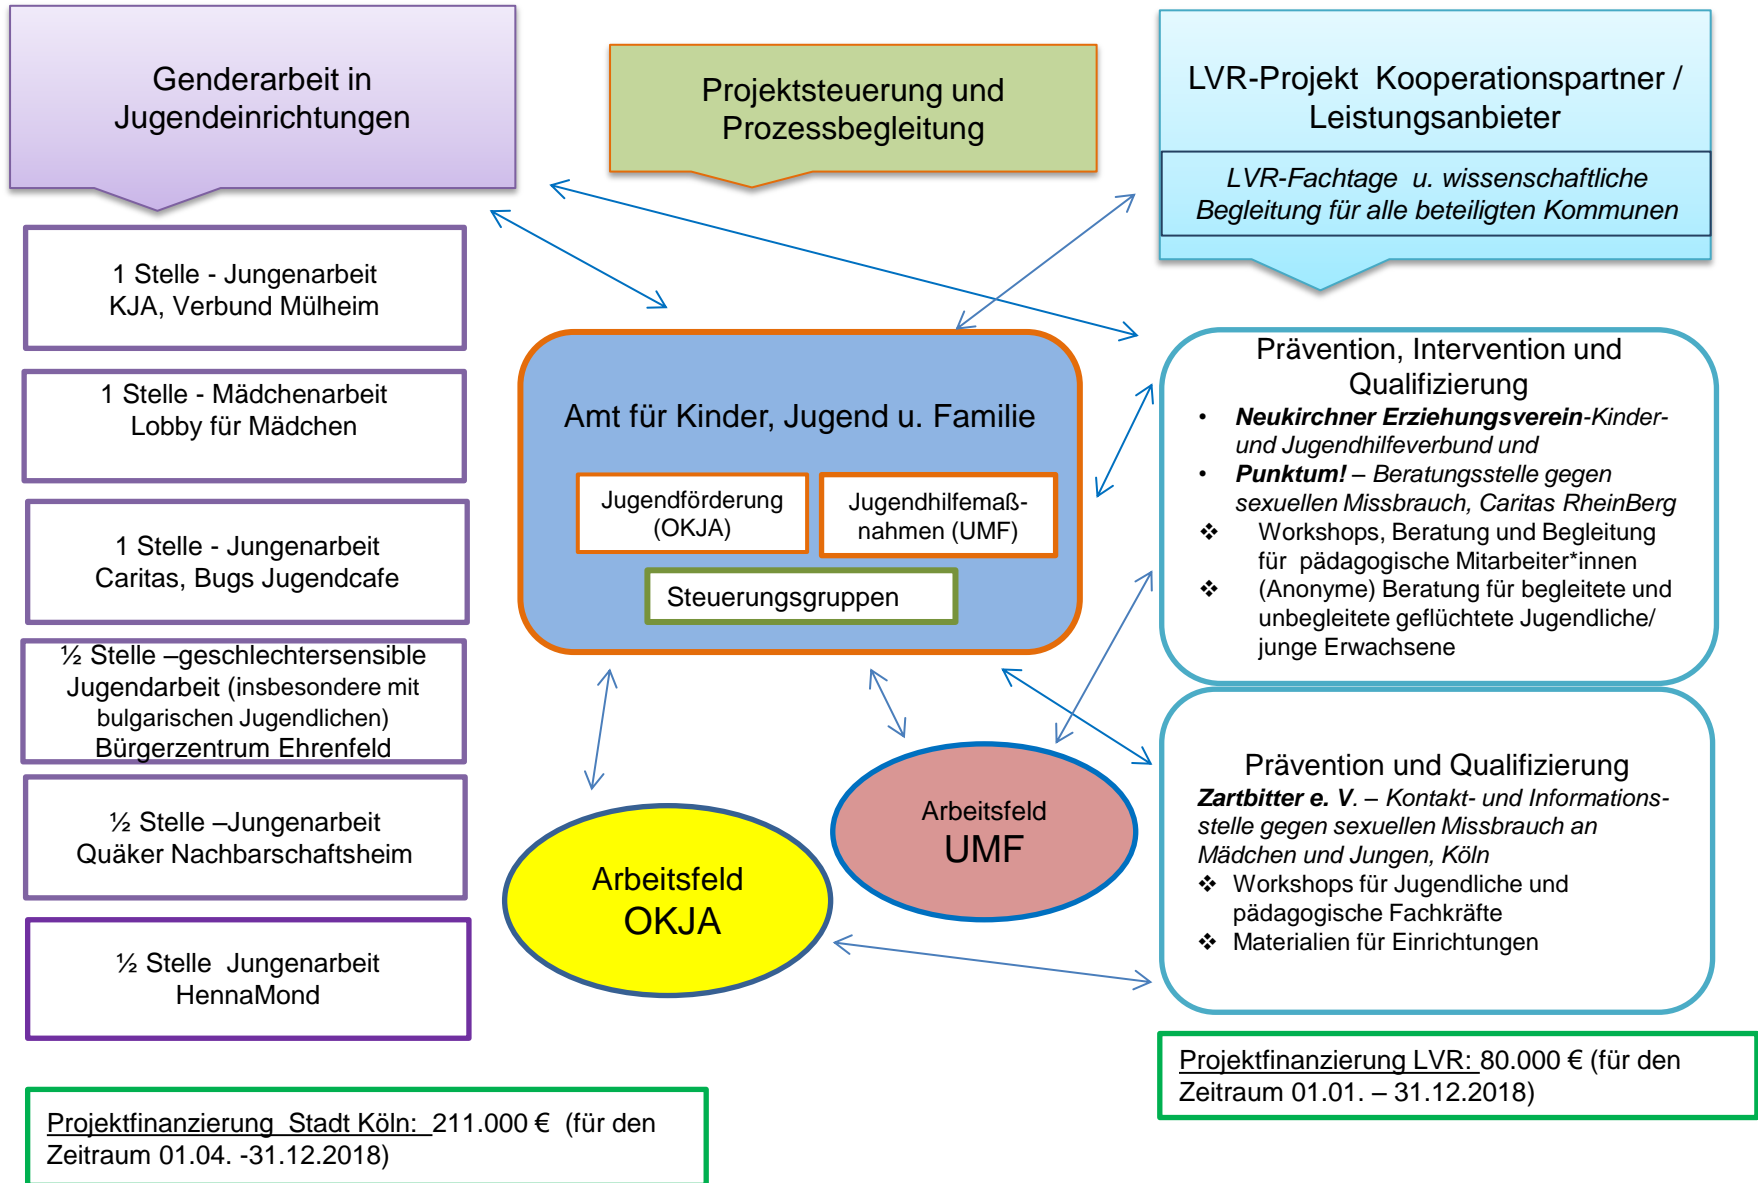 Genderarbeit in
Jugendeinrichtungen
1 Stelle - Jungenarbeit
KJA, Verbund Mülheim
1 Stelle - Mädchenarbeit
Lobby für Mädchen
1 Stelle - Jungenarbeit
Caritas, Bugs Jugendcafe
½ Stelle –geschlechtersensible
Jugendarbeit (insbesondere mit
bulgarischen Jugendlichen)
Bürgerzentrum Ehrenfeld
½ Stelle –Jungenarbeit
Quäker Nachbarschaftsheim
½ Stelle  Jungenarbeit
HennaMond
Projektfinanzierung  Stadt Köln:  211.000 €  (für den
Zeitraum 01.04. -31.12.2018)
Projektsteuerung und
Prozessbegleitung
Amt für Kinder, Jugend u. Familie
Jugendförderung
(OKJA)
Jugendhilfemaß-
nahmen (UMF)
Steuerungsgruppen
Arbeitsfeld
OKJA
Arbeitsfeld
UMF
LVR-Projekt  Kooperationspartner /
Leistungsanbieter
LVR-Fachtage  u. wissenschaftliche
Begleitung für alle beteiligten Kommunen
Prävention, Intervention und
Qualifizierung
• Neukirchner Erziehungsverein-Kinder-
und Jugendhilfeverbund und
• Punktum! – Beratungsstelle gegen
sexuellen Missbrauch, Caritas RheinBerg
❖ Workshops, Beratung und Begleitung
für  pädagogische Mitarbeiter*innen
❖ (Anonyme) Beratung für begleitete und
unbegleitete geflüchtete Jugendliche/
junge Erwachsene
Prävention und Qualifizierung
Zartbitter e. V. – Kontakt- und Informations-
stelle gegen sexuellen Missbrauch an
Mädchen und Jungen, Köln
❖ Workshops für Jugendliche und
pädagogische Fachkräfte
❖ Materialien für Einrichtungen
Projektfinanzierung LVR: 80.000 € (für den
Zeitraum 01.01. – 31.12.2018)